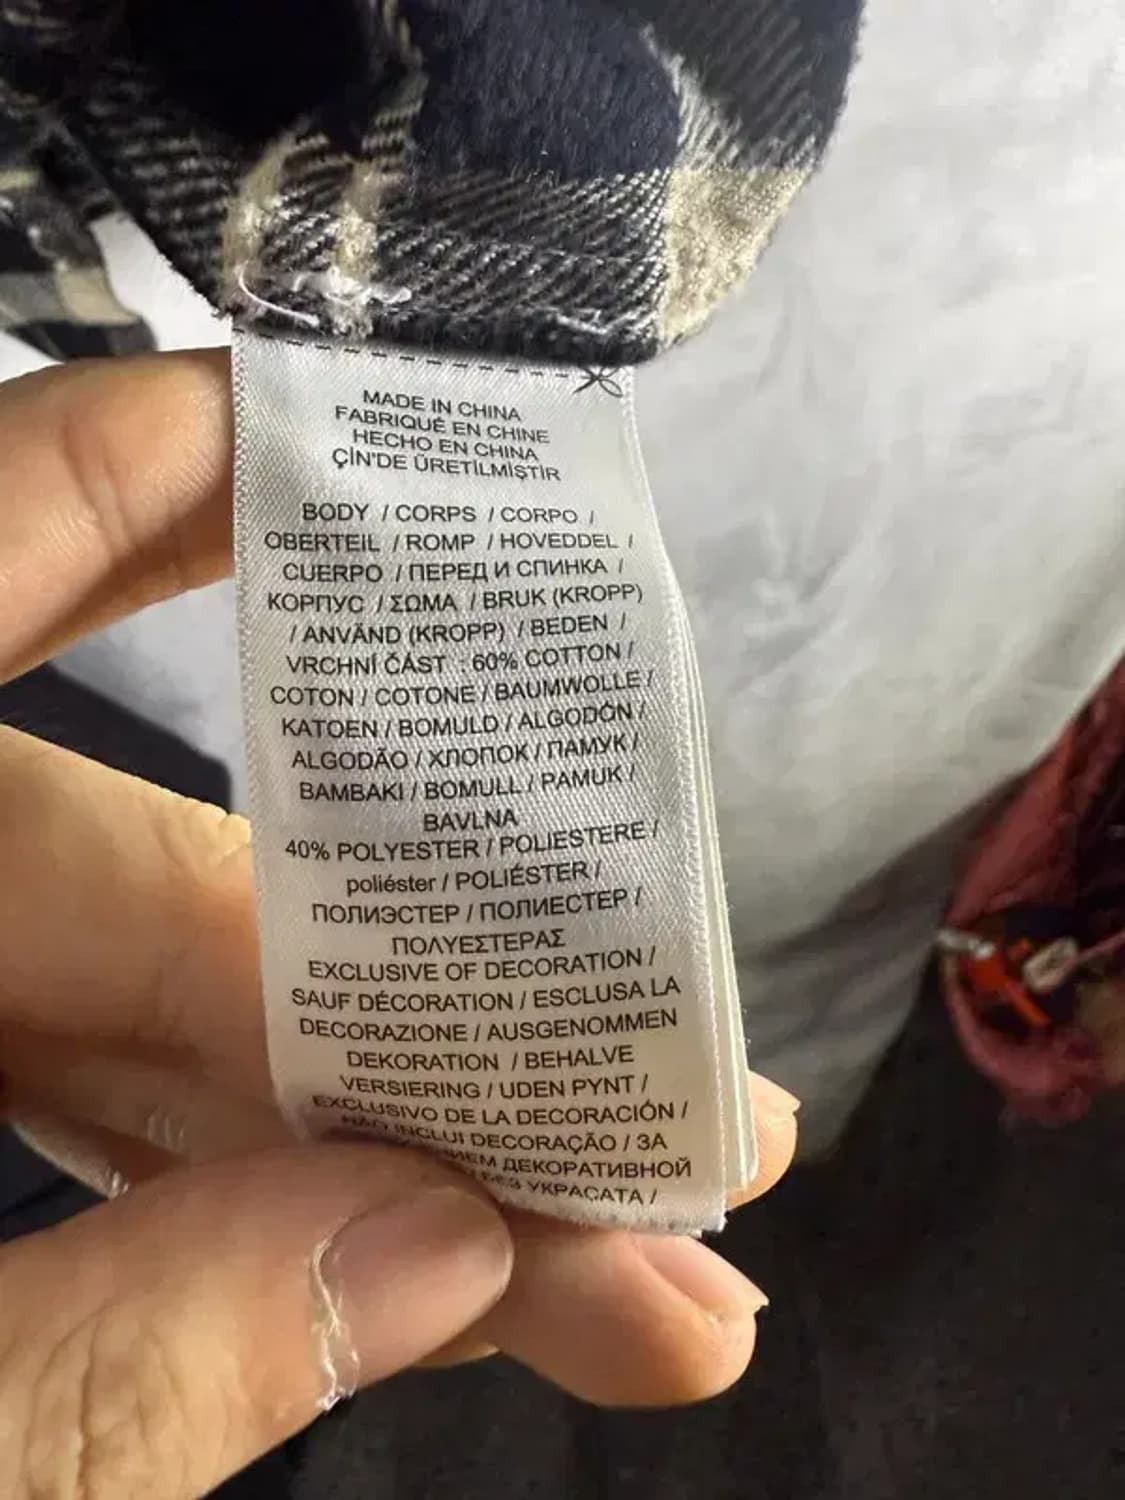 MADE IN CHINA
FABRIQUÉ EN CHINE
HECHO EN CHINA
ÇİN'DE ÜRETİLMİŞTİR
BODY / CORPS / CORPO /
OBERTEIL / ROMP / HOVEDDEL /
CUERPO / ПЕРЕД И СПИНКА /
КОРПУС / ΣΩΜΑ / BRUK (KROPP)
/ ANVÄND (KROPP) / BEDEN /
VRCHNÍ ČÁST : 60% COTTON /
COTON / COTONE / BAUMWOLLE /
KATOEN / BOMULD / ALGODÓN /
ALGODÃO / ХЛОПОК / ПАМУК /
BAMBAKI / BOMULL / PAMUK /
BAVLNA
40% POLYESTER / POLIESTERE /
poliéster / POLIÉSTER /
ПОЛИЭСТЕР / ПОЛИЕСТЕР /
ΠΟΛΥΕΣΤΕΡΑΣ
EXCLUSIVE OF DECORATION /
SAUF DÉCORATION / ESCLUSA LA
DECORAZIONE / AUSGENOMMEN
DEKORATION / BEHALVE
VERSIERING / UDEN PYNT /
EXCLUSIVO DE LA DECORACIÓN /
NÃO INCLUI DECORAÇÃO / ЗА
ДЕКОРАТИВНОЙ
БЕЗ УКРАСАТА /